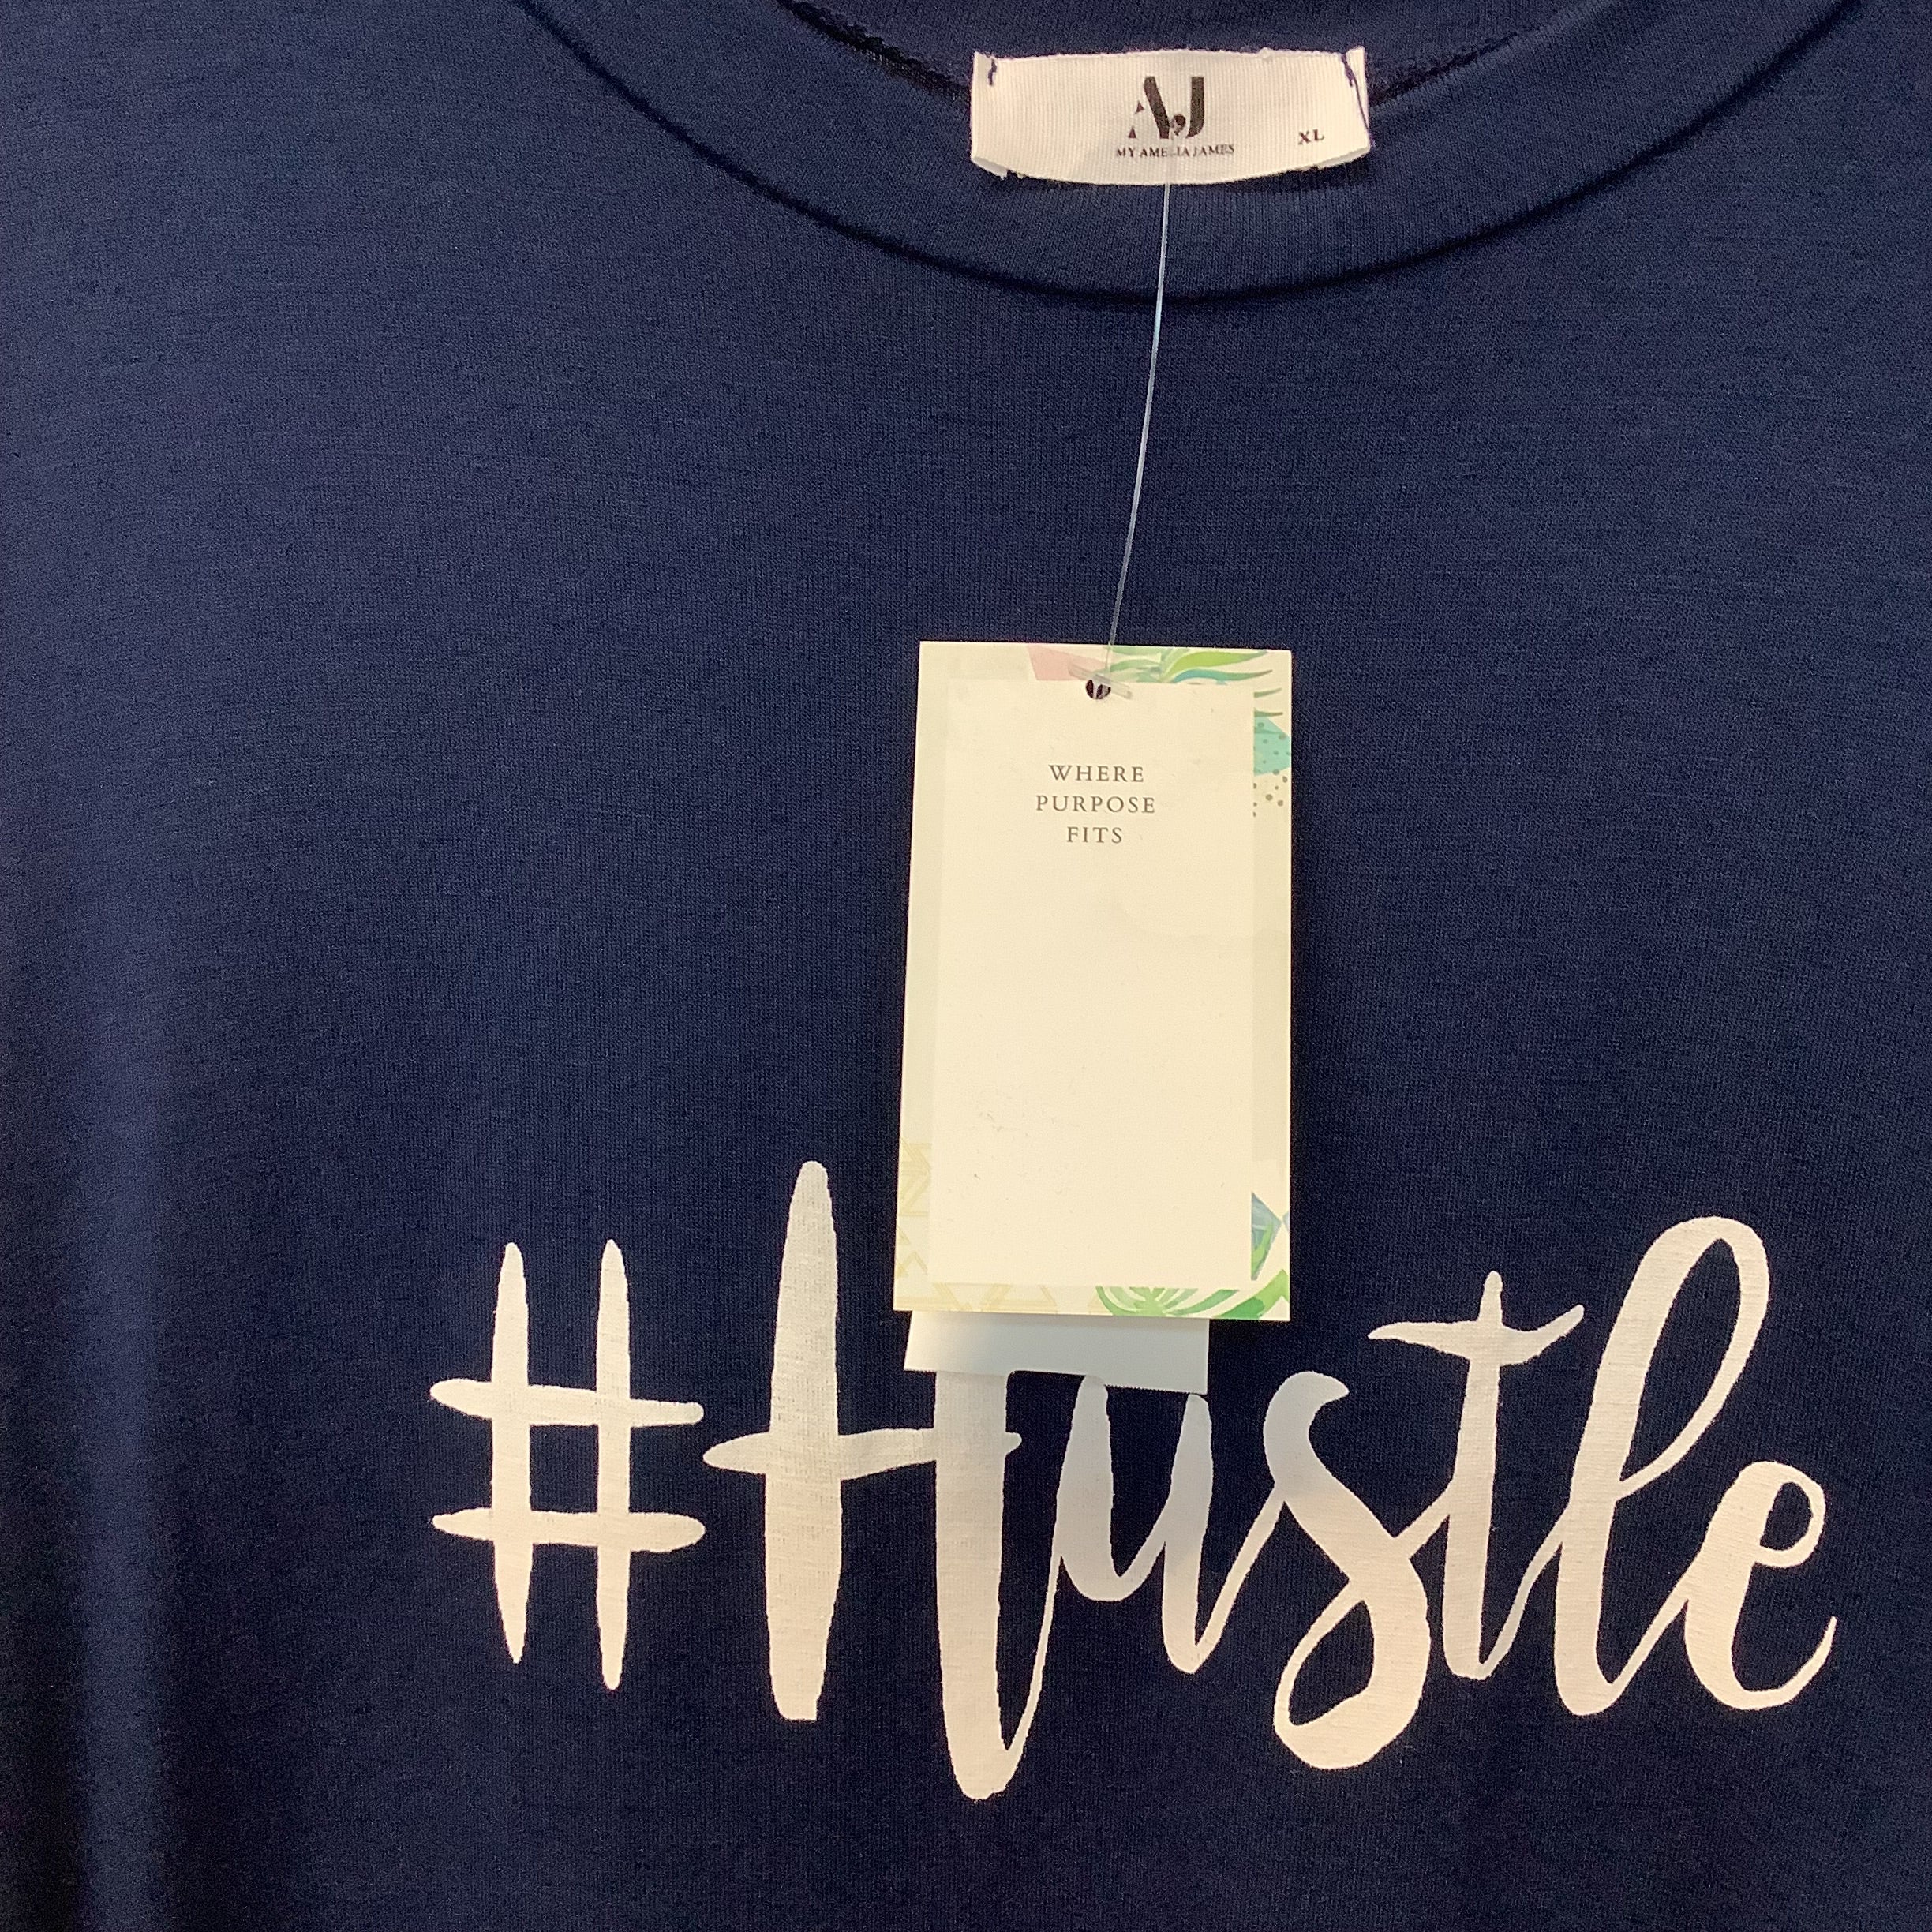 AJ
MY AMELIA JAMES
XL
WHERE
PURPOSE
FITS
#Hustle